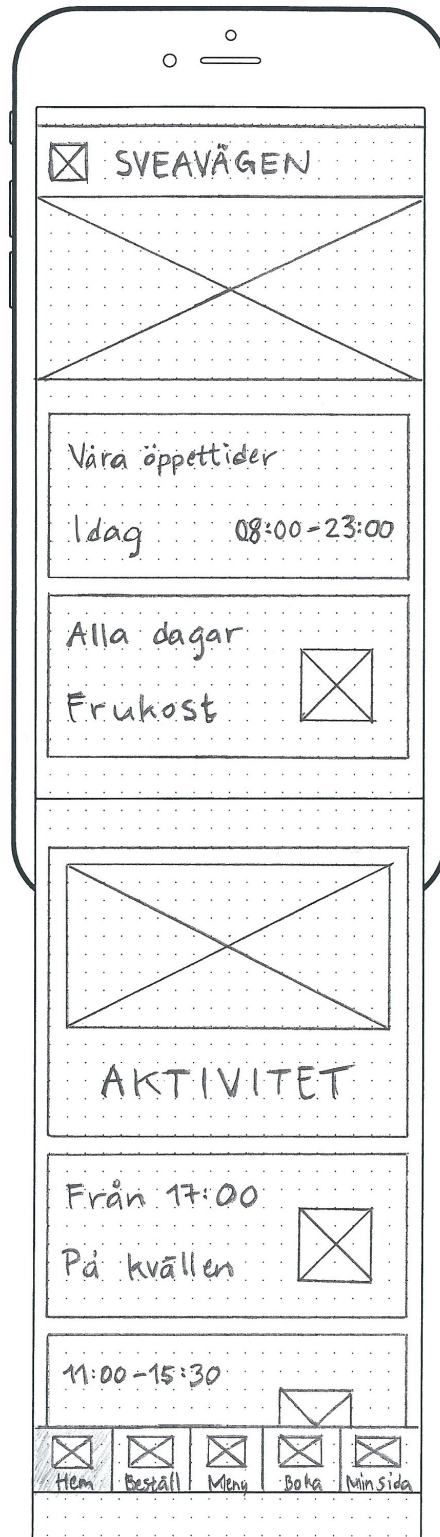 SVEAVÄGEN
Våra öppettider
Idag 08:00-23:00
Alla dagar
Frukost
AKTIVITET
Från 17:00
På kvällen
11:00-15:30
Hem Beställ Meny Boka Min sida